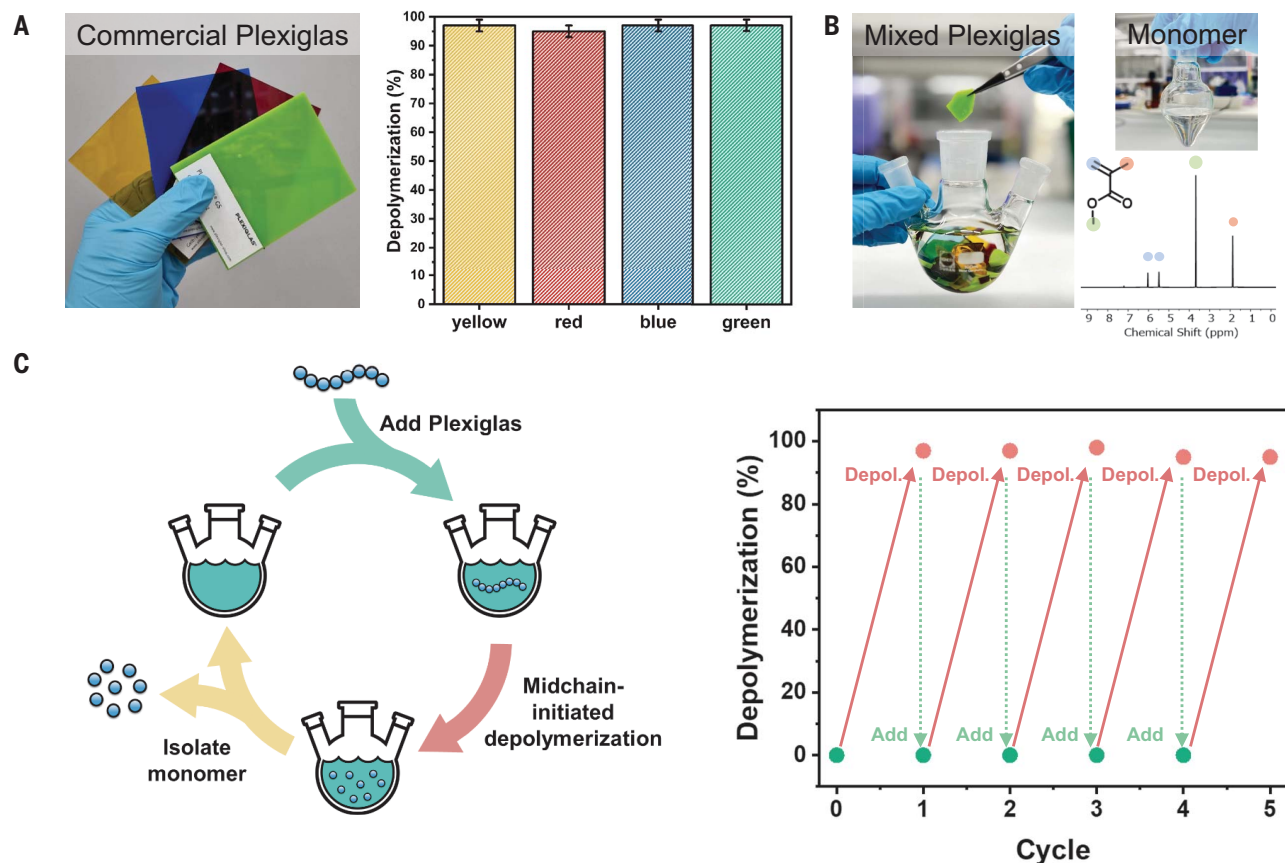 A
Commercial Plexiglas
Depolymerization (%)
100
90
80
70
60
50
40
30
20
10
0
yellow
red
blue
green
PLEXIGLAS
B
Mixed Plexiglas
Monomer
O
O
9 8 7 6 5 4 3 2 1 0
Chemical Shift (ppm)
C
Add Plexiglas
Midchain-
initiated
depolymerization
Isolate
monomer
Depolymerization (%)
100
80
60
40
20
0
Depol. Depol. Depol. Depol. Depol.
Add Add Add Add
0 1 2 3 4 5
Cycle